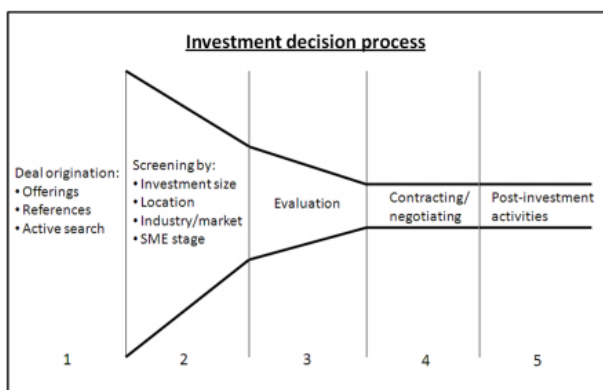 Investment decision process
Deal origination:
• Offerings
• References
• Active search
Screening by:
• Investment size
• Location
• Industry/market
• SME stage
Evaluation
Contracting/
negotiating
Post-investment
activities
1
2
3
4
5